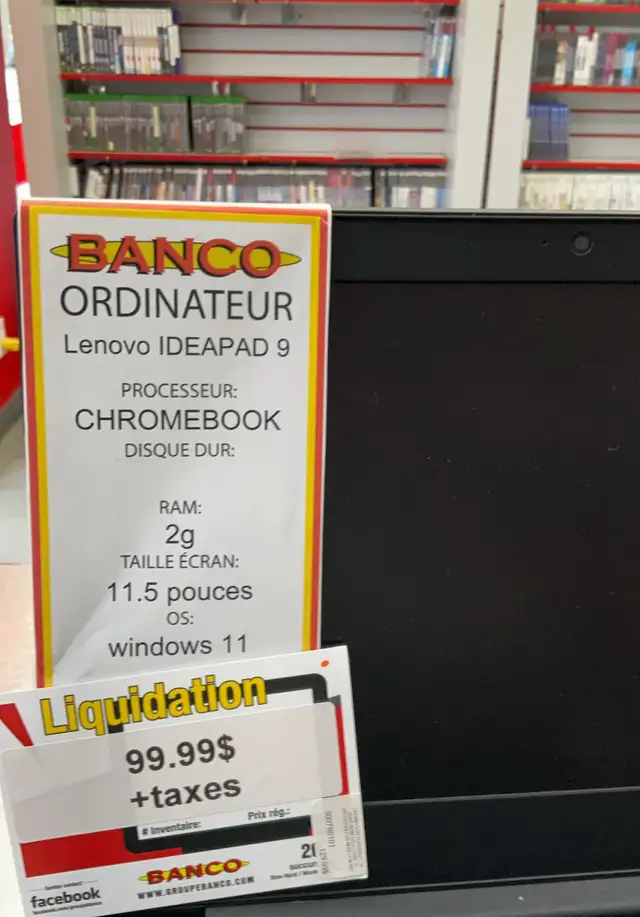 BANCO
ORDINATEUR
Lenovo IDEAPAD 9
PROCESSEUR:
CHROMEBOOK
DISQUE DUR:
RAM:
2g
TAILLE ÉCRAN:
11.5 pouces
OS:
windows 11
Liquidation
99.99$
+taxes
# Inventaire:
Prix rég.:
BANCO
WWW.GROUPEBANCO.COM
facebook